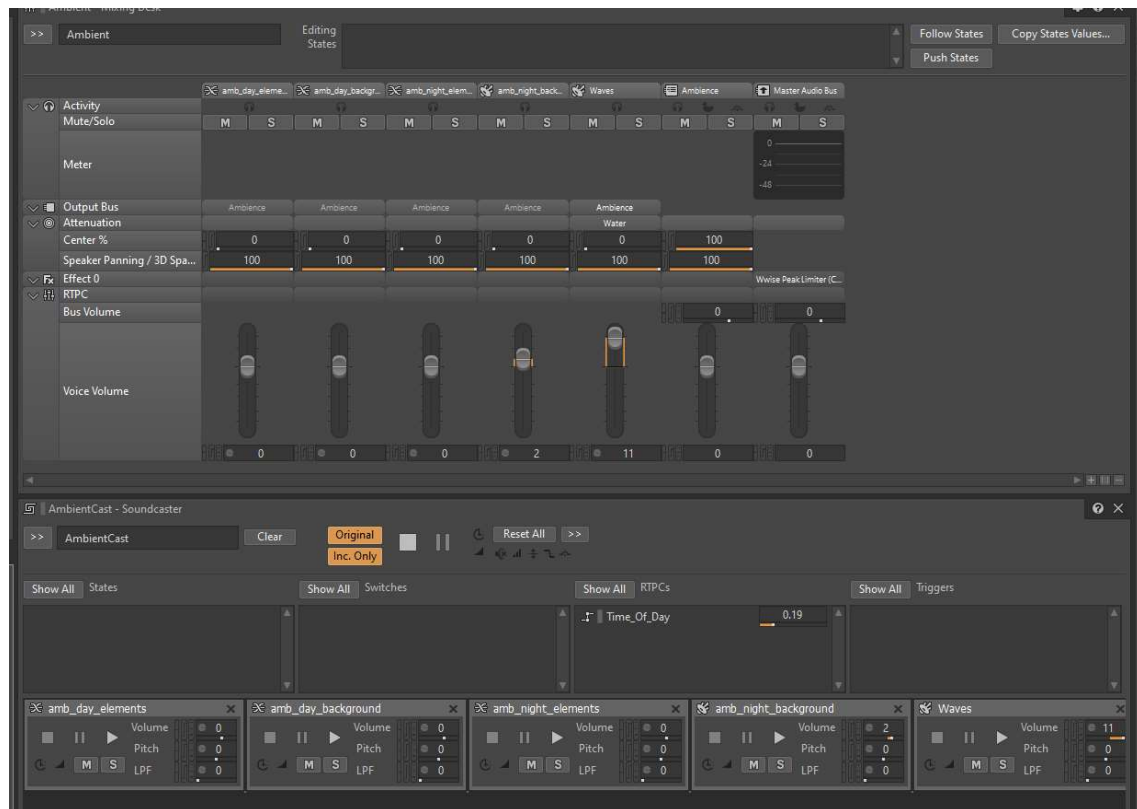 Ambient - Mixing Desk
>> Ambient Editing States Follow States Copy States Values...
Push States
amb_day_eleme... amb_day_backgr... amb_night_elem... amb_night_back... Waves Ambience Master Audio Bus
Activity
Mute/Solo M S M S M S M S M S M S M S
Meter 0 -24 -46
Output Bus Ambience Ambience Ambience Ambience Ambience
Attenuation Water
Center % 0 0 0 0 0 100
Speaker Panning / 3D Spa... 100 100 100 100 100 100
Effect 0 Wwise Peak Limiter (C...
RTPC
Bus Volume 0 0
Voice Volume
0 0 0 2 11 0 0
AmbientCast - Soundcaster
>> AmbientCast Clear Original Reset All >>
Inc. Only
Show All States Show All Switches Show All RTPCs Show All Triggers
Time_Of_Day 0.19
amb_day_elements amb_day_background amb_night_elements amb_night_background Waves
Volume 0 Volume 0 Volume 0 Volume 2 Volume 11
Pitch 0 Pitch 0 Pitch 0 Pitch 0 Pitch 0
M S LPF 0 M S LPF 0 M S LPF 0 M S LPF 0 M S LPF 0